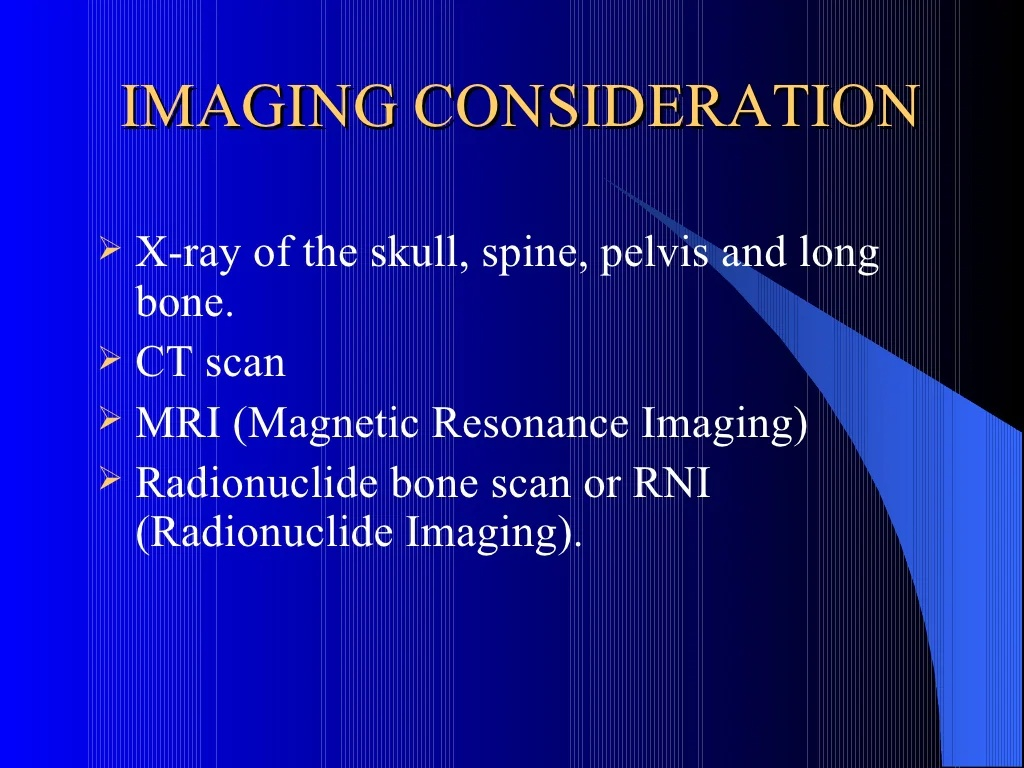 IMAGING CONSIDERATION
X-ray of the skull, spine, pelvis and long
bone.
CT scan
MRI (Magnetic Resonance Imaging)
Radionuclide bone scan or RNI
(Radionuclide Imaging).